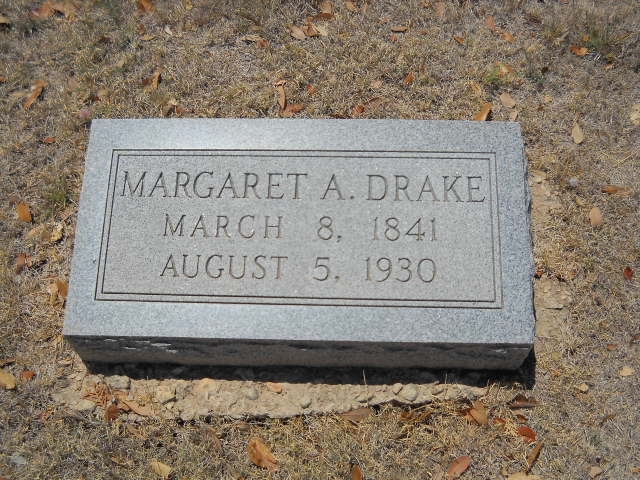 MARGARET A. DRAKE
MARCH 8, 1841
AUGUST 5, 1930